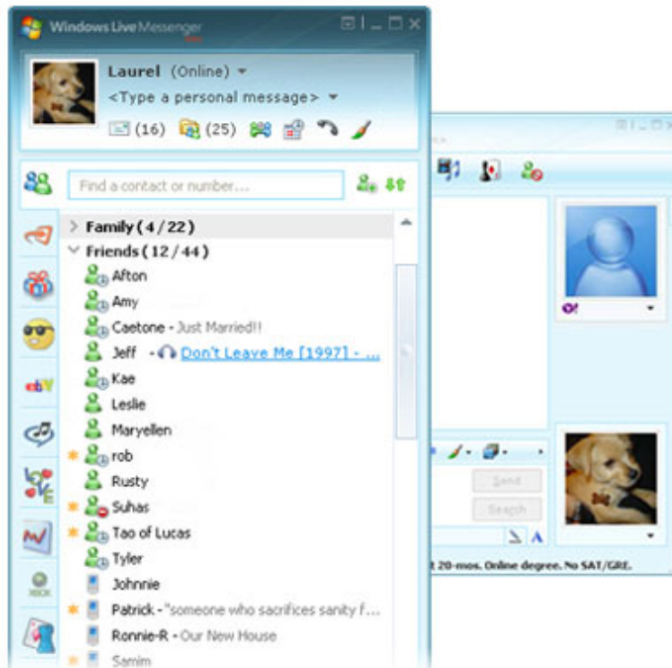 Windows Live Messenger
Laurel (Online)
<Type a personal message>
(16) (25)
Find a contact or number...
Family ( 4 / 22 )
Friends ( 12 / 44 )
Afton
Amy
Caetone - Just Married!!
Jeff - Don't Leave Me [1997] - ...
Kae
Leslie
Maryellen
rob
Rusty
Suhas
Tao of Lucas
Tyler
Johnnie
Patrick - "someone who sacrifices sanity f...
Ronnie-R - Our New House
Samim
ebY
LOVE
XBOX
Y!
Send
Search
A
t 20-mos. Online degree. No SAT/GRE.